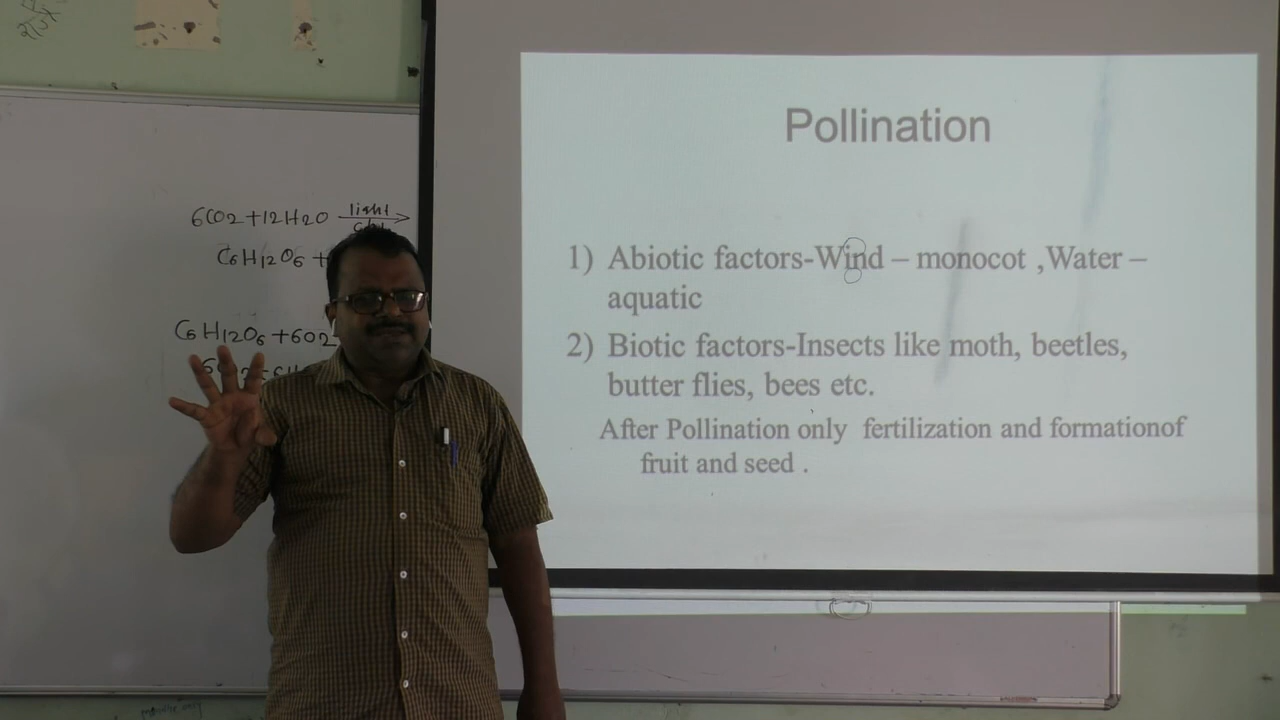 6CO2+12H2O light
C6H12O6 +
C6H12O6 +6O2
Pollination
1) Abiotic factors-Wind – monocot ,Water –
aquatic
2) Biotic factors-Insects like moth, beetles,
butter flies, bees etc.
After Pollination only fertilization and formationof
fruit and seed .